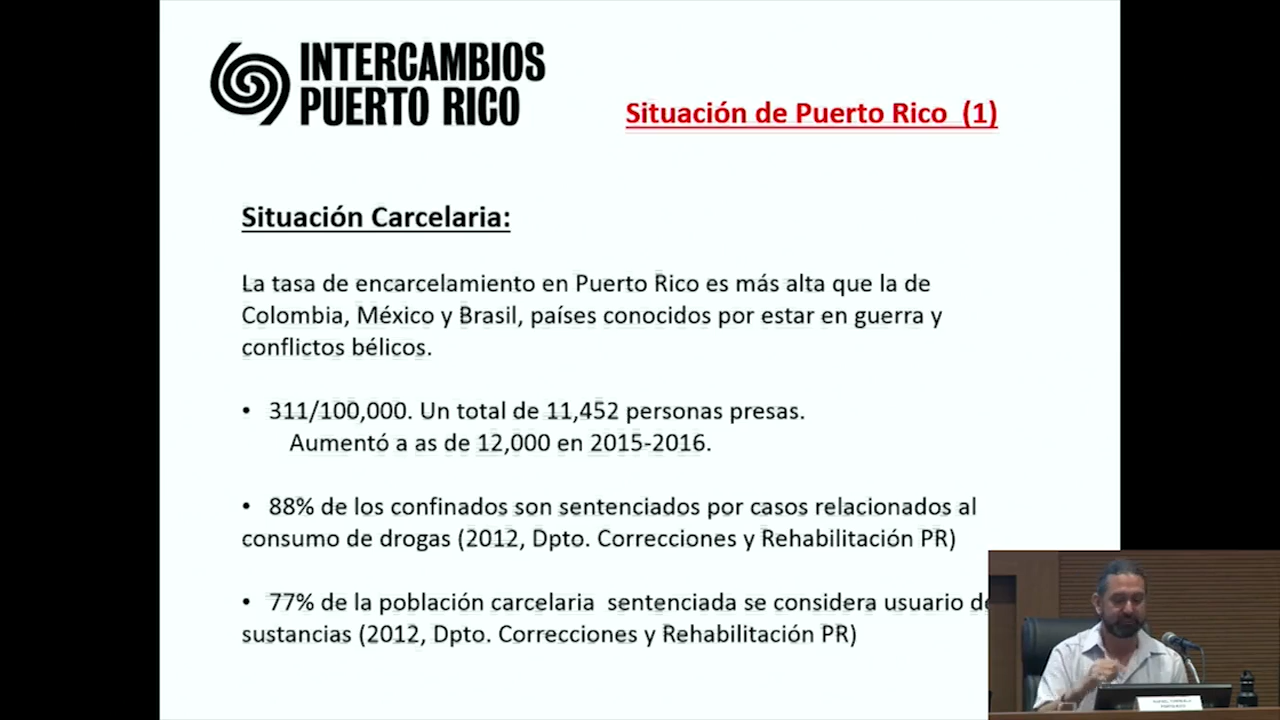 INTERCAMBIOS
PUERTO RICO
Situación de Puerto Rico (1)
Situación Carcelaria:
La tasa de encarcelamiento en Puerto Rico es más alta que la de
Colombia, México y Brasil, países conocidos por estar en guerra y
conflictos bélicos.
• 311/100,000. Un total de 11,452 personas presas.
Aumentó a as de 12,000 en 2015-2016.
• 88% de los confinados son sentenciados por casos relacionados al
consumo de drogas (2012, Dpto. Correcciones y Rehabilitación PR)
• 77% de la población carcelaria sentenciada se considera usuario de
sustancias (2012, Dpto. Correcciones y Rehabilitación PR)